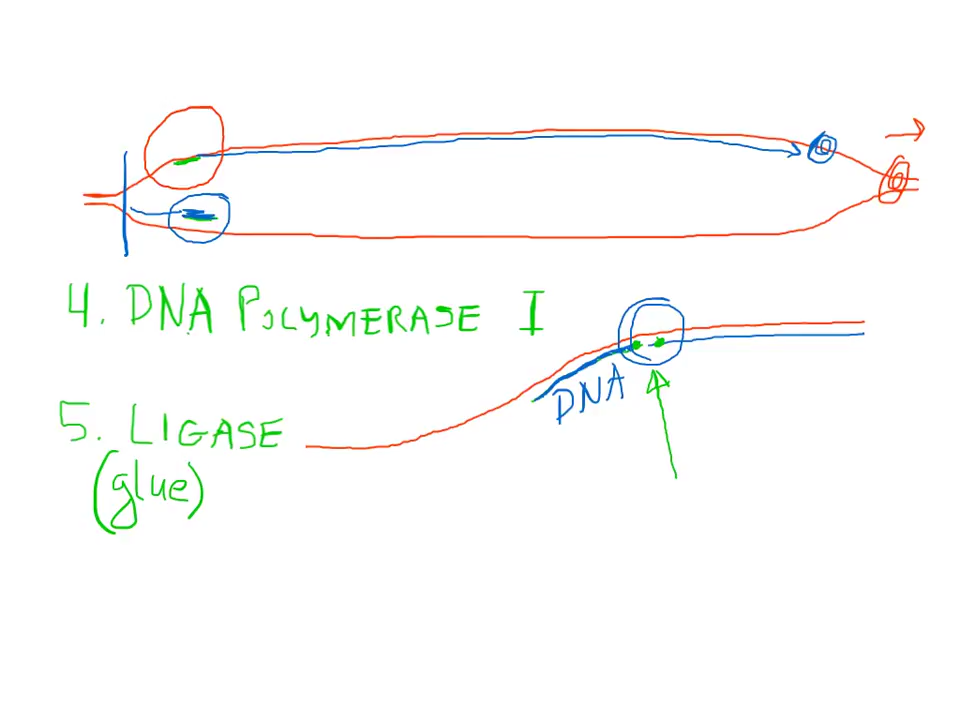 4. DNA POLYMERASE I
DNA
5. LIGASE
(glue)